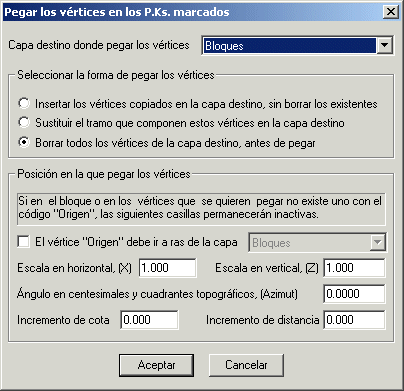 Pegar los vértices en los P.Ks. marcados
Capa destino donde pegar los vértices Bloques
Seleccionar la forma de pegar los vértices
Insertar los vértices copiados en la capa destino, sin borrar los existentes
Sustituir el tramo que componen estos vértices en la capa destino
Borrar todos los vértices de la capa destino, antes de pegar
Posición en la que pegar los vértices
Si en el bloque o en los vértices que se quieren pegar no existe uno con el
código "Origen", las siguientes casillas permanecerán inactivas.
El vértice "Origen" debe ir a ras de la capa Bloques
Escala en horizontal, (X) 1.000 Escala en vertical, (Z) 1.000
Ángulo en centesimales y cuadrantes topográficos, (Azimut) 0.0000
Incremento de cota 0.000 Incremento de distancia 0.000
Aceptar Cancelar